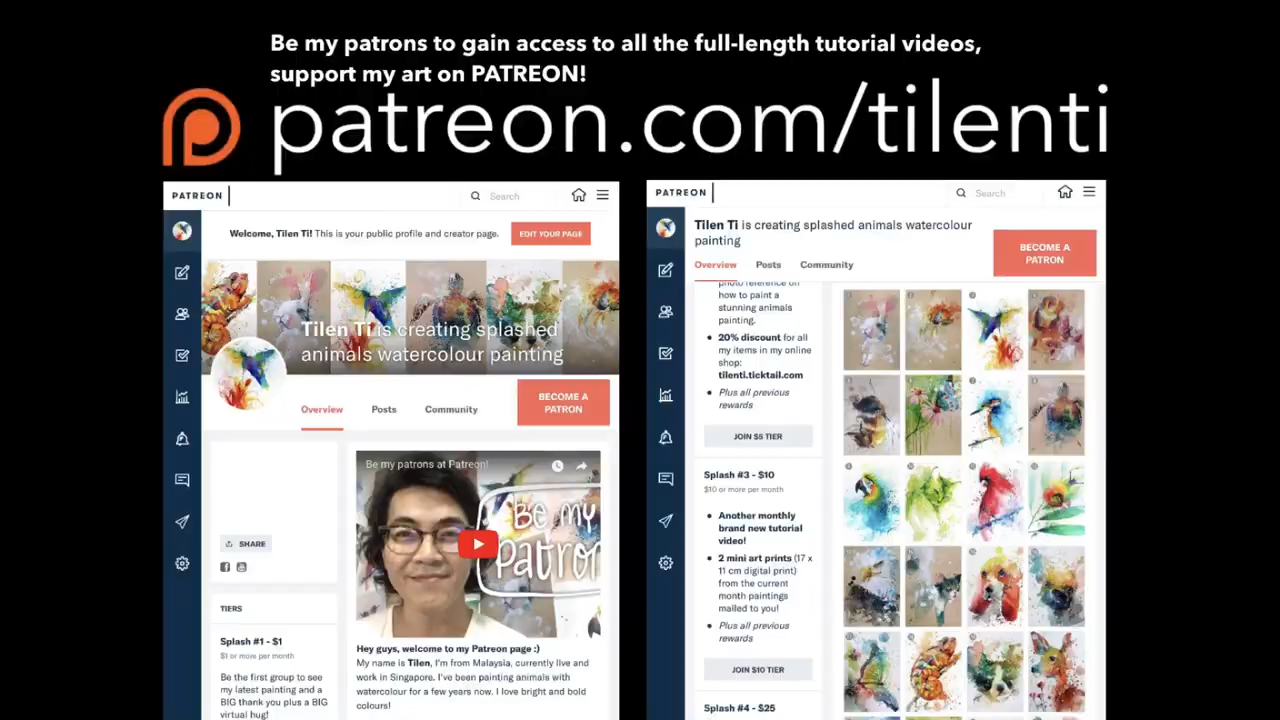 Be my patrons to gain access to all the full-length tutorial videos,
support my art on PATREON!
patreon.com/tilenti
PATREON
Search
Welcome, Tilen Ti! This is your public profile and creator page.
EDIT YOUR PAGE
Tilen Ti is creating splashed
animals watercolour painting
Overview
Posts
Community
BECOME A
PATRON
SHARE
TIERS
Splash #1 - $1
$1 or more per month
Be the first group to see
my latest painting and a
BIG thank you plus a BIG
virtual hug!
Be my patrons at Patreon!
Be my
Patron
Hey guys, welcome to my Patreon page :)
My name is Tilen, I'm from Malaysia, currently live and
work in Singapore. I've been painting animals with
watercolour for a few years now. I love bright and bold
colours!
PATREON
Search
Tilen Ti is creating splashed animals watercolour
painting
Overview
Posts
Community
BECOME A
PATRON
photo reference on
how to paint a
stunning animals
painting.
20% discount for all
my items in my online
shop:
tilenti.ticktail.com
Plus all previous
rewards
JOIN $5 TIER
Splash #3 - $10
$10 or more per month
Another monthly
brand new tutorial
video!
2 mini art prints (17 x
11 cm digital print)
from the current
month paintings
mailed to you!
Plus all previous
rewards
JOIN $10 TIER
Splash #4 - $25